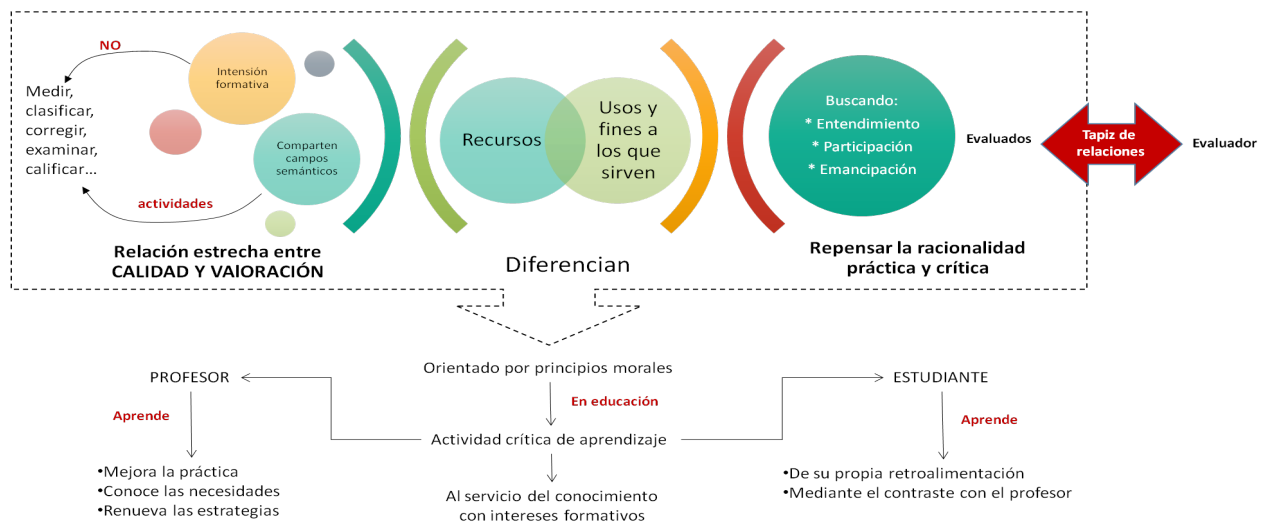 NO
Medir,
clasificar,
corregir,
examinar,
calificar...
Intensión
formativa
Comparten
campos
semánticos
actividades
Relación estrecha entre
CALIDAD Y VAlORACIÓN
Recursos
Usos y
fines a
los que
sirven
Diferencian
Buscando:
* Entendimiento
* Participación
* Emancipación
Repensar la racionalidad
práctica y crítica
Evaluados
Tapiz de
relaciones
Evaluador
Orientado por principios morales
En educación
Actividad crítica de aprendizaje
Al servicio del conocimiento
con intereses formativos
PROFESOR
Aprende
•Mejora la práctica
•Conoce las necesidades
•Renueva las estrategias
ESTUDIANTE
Aprende
•De su propia retroalimentación
•Mediante el contraste con el profesor